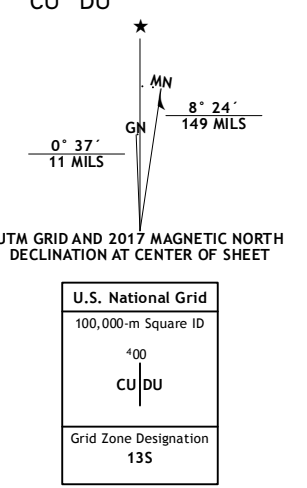 CU DU
★
MN
GN
8° 24´
149 MILS
0° 37´
11 MILS
UTM GRID AND 2017 MAGNETIC NORTH
DECLINATION AT CENTER OF SHEET
U.S. National Grid
100,000-m Square ID
⁴00
CU DU
Grid Zone Designation
13S